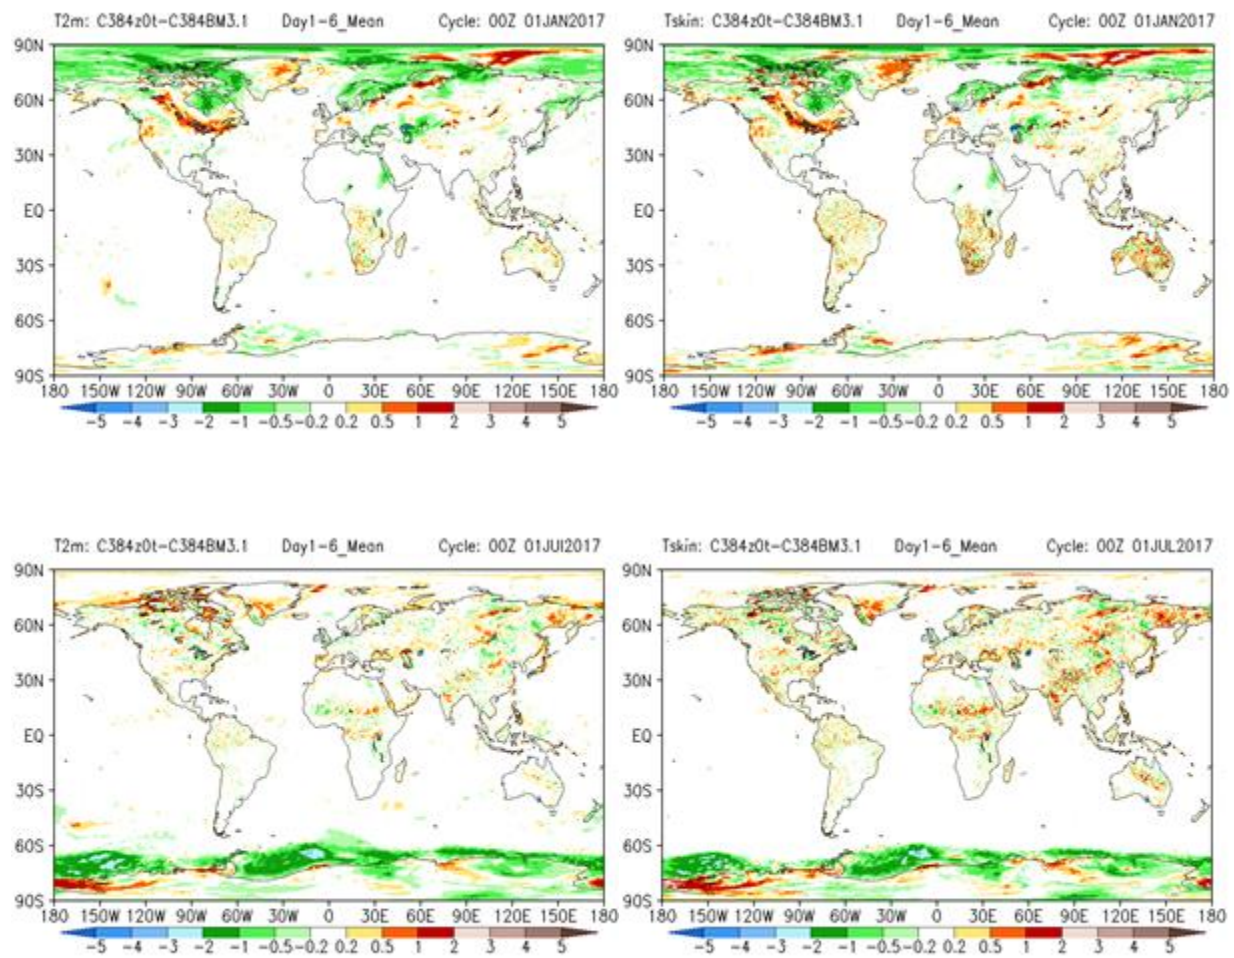 T2m: C384z0t-C384BM3.1 Day1-6_Mean Cycle: 00Z 01JAN2017
90N
60N
30N
EQ
30S
60S
90S
180 150W 120W 90W 60W 30W 0 30E 60E 90E 120E 150E 180
-5 -4 -3 -2 -1 -0.5 -0.2 0.2 0.5 1 2 3 4 5
Tskin: C384z0t-C384BM3.1 Day1-6_Mean Cycle: 00Z 01JAN2017
90N
60N
30N
EQ
30S
60S
90S
180 150W 120W 90W 60W 30W 0 30E 60E 90E 120E 150E 180
-5 -4 -3 -2 -1 -0.5 -0.2 0.2 0.5 1 2 3 4 5
T2m: C384z0t-C384BM3.1 Day1-6_Mean Cycle: 00Z 01JUl2017
90N
60N
30N
EQ
30S
60S
90S
180 150W 120W 90W 60W 30W 0 30E 60E 90E 120E 150E 180
-5 -4 -3 -2 -1 -0.5 -0.2 0.2 0.5 1 2 3 4 5
Tskin: C384z0t-C384BM3.1 Day1-6_Mean Cycle: 00Z 01JUL2017
90N
60N
30N
EQ
30S
60S
90S
180 150W 120W 90W 60W 30W 0 30E 60E 90E 120E 150E 180
-5 -4 -3 -2 -1 -0.5 -0.2 0.2 0.5 1 2 3 4 5